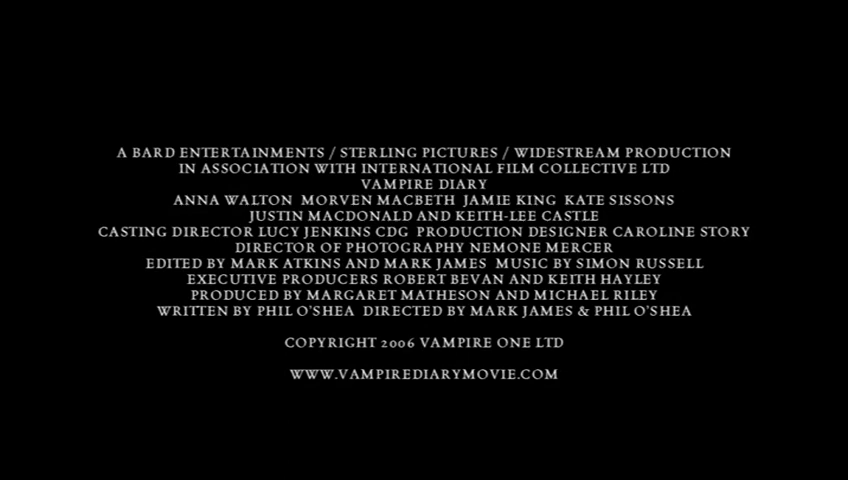 A BARD ENTERTAINMENTS / STERLING PICTURES / WIDESTREAM PRODUCTION
IN ASSOCIATION WITH INTERNATIONAL FILM COLLECTIVE LTD
VAMPIRE DIARY
ANNA WALTON MORVEN MACBETH JAMIE KING KATE SISSONS
JUSTIN MACDONALD AND KEITH-LEE CASTLE
CASTING DIRECTOR LUCY JENKINS CDG PRODUCTION DESIGNER CAROLINE STORY
DIRECTOR OF PHOTOGRAPHY NEMONE MERCER
EDITED BY MARK ATKINS AND MARK JAMES MUSIC BY SIMON RUSSELL
EXECUTIVE PRODUCERS ROBERT BEVAN AND KEITH HAYLEY
PRODUCED BY MARGARET MATHESON AND MICHAEL RILEY
WRITTEN BY PHIL O'SHEA DIRECTED BY MARK JAMES & PHIL O'SHEA
COPYRIGHT 2006 VAMPIRE ONE LTD
WWW.VAMPIREDIARYMOVIE.COM